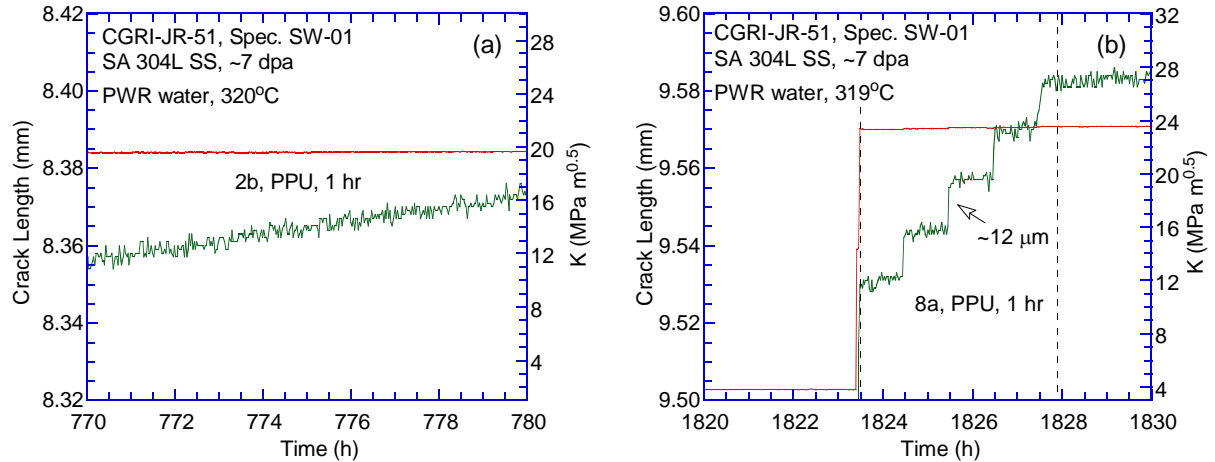 CGRI-JR-51, Spec. SW-01
(a)
SA 304L SS, ~7 dpa
PWR water, 320°C
2b, PPU, 1 hr
Crack Length (mm)
8.42
8.40
8.38
8.36
8.34
8.32
K (MPa m^0.5)
28
24
20
16
12
8
4
770
772
774
776
778
780
Time (h)
CGRI-JR-51, Spec. SW-01
(b)
SA 304L SS, ~7 dpa
PWR water, 319°C
~12 μm
8a, PPU, 1 hr
Crack Length (mm)
9.60
9.58
9.56
9.54
9.52
9.50
K (MPa m^0.5)
32
28
24
20
16
12
8
4
1820
1822
1824
1826
1828
1830
Time (h)